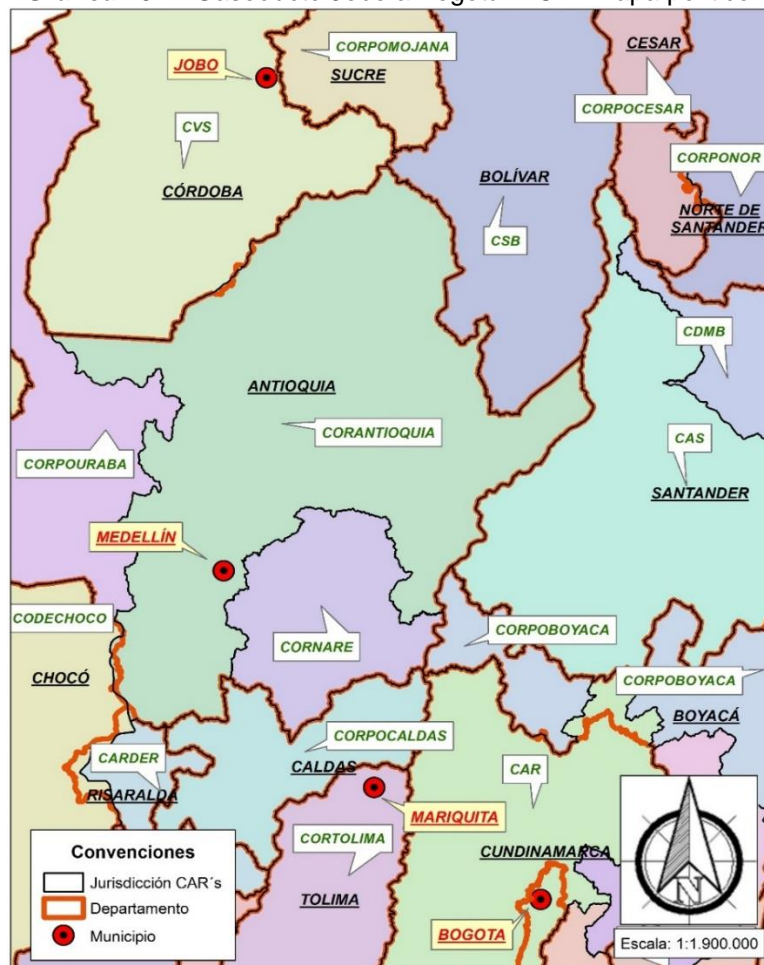 CORPOMOJANA
CESAR
JOBO
SUCRE
CORPOCESAR
CVS
CORPONOR
CÓRDOBA
BOLÍVAR
NORTE DE
SANTANDER
CSB
CDMB
ANTIOQUIA
CORANTIOQUIA
CAS
CORPOURABA
SANTANDER
MEDELLÍN
CODECHOCO
CORNARE
CORPOBOYACA
CHOCÓ
CORPOBOYACA
BOYACÁ
CORPOCALDAS
CARDER
CALDAS
CAR
RISARALDA
MARIQUITA
CORTOLIMA
CUNDINAMARCA
Convenciones
Jurisdicción CAR´s
Departamento
Municipio
TOLIMA
BOGOTA
N
Escala: 1:1.900.000